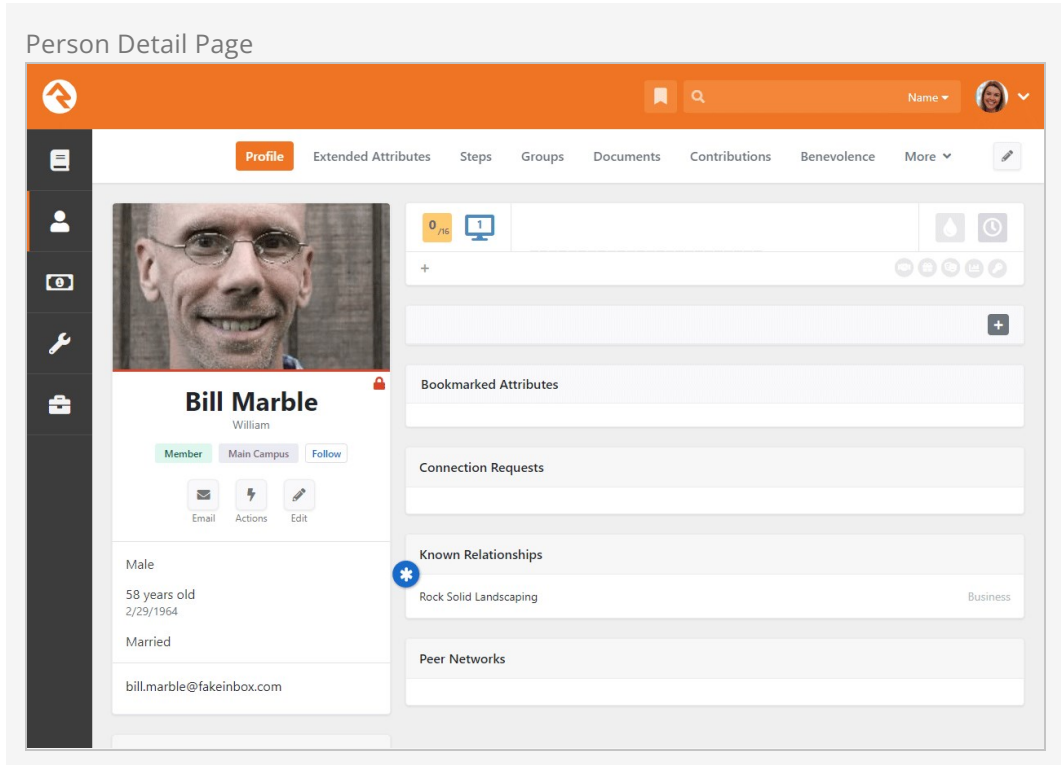 Person Detail Page
Name
Profile Extended Attributes Steps Groups Documents Contributions Benevolence More
0/16 1
+
+
Bill Marble
William
Member Main Campus Follow
Email Actions Edit
Male
58 years old
2/29/1964
Married
bill.marble@fakeinbox.com
Bookmarked Attributes
Connection Requests
Known Relationships
Rock Solid Landscaping Business
Peer Networks